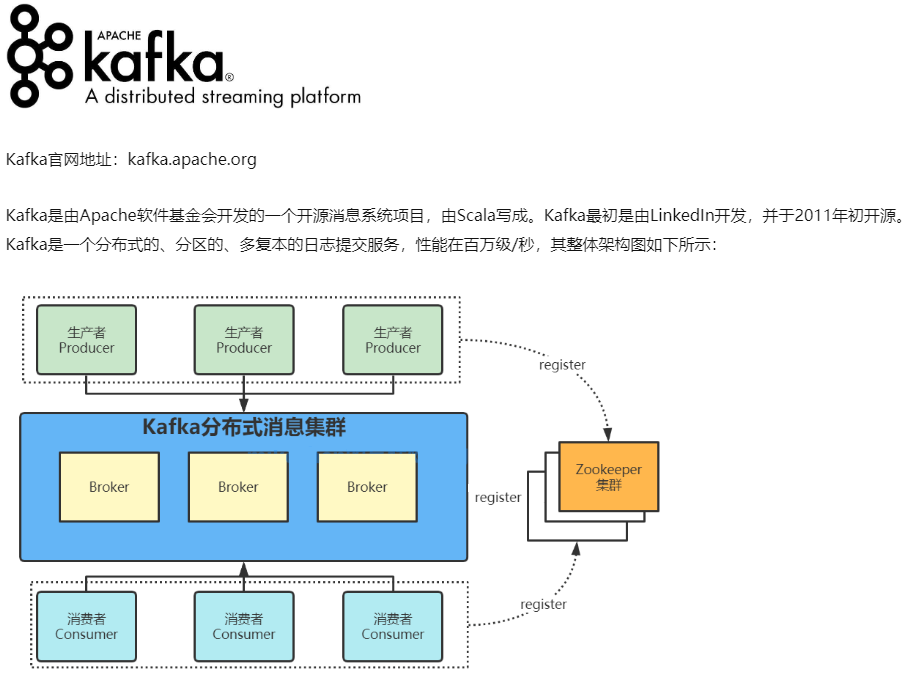 APACHE
kafka®
A distributed streaming platform
Kafka官网地址：kafka.apache.org
Kafka是由Apache软件基金会开发的一个开源消息系统项目，由Scala写成。Kafka最初是由LinkedIn开发，并于2011年初开源。
Kafka是一个分布式的、分区的、多复本的日志提交服务，性能在百万级/秒，其整体架构图如下所示：
生产者
Producer
生产者
Producer
生产者
Producer
register
Kafka分布式消息集群
Broker
Broker
Broker
register
Zookeeper
集群
消费者
Consumer
消费者
Consumer
消费者
Consumer
register